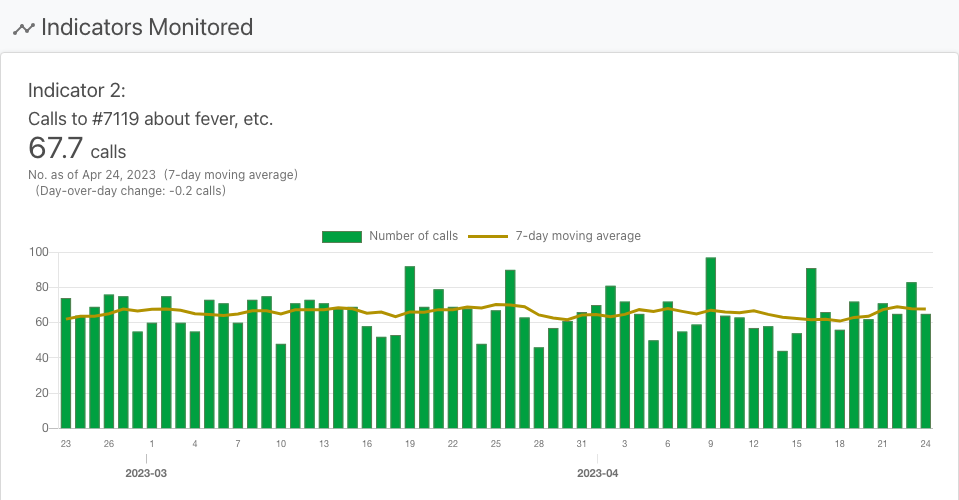 Indicators Monitored
Indicator 2:
Calls to #7119 about fever, etc.
67.7 calls
No. as of Apr 24, 2023 (7-day moving average)
(Day-over-day change: -0.2 calls)
Number of calls 7-day moving average
100
80
60
40
20
0
23 26 1 4 7 10 13 16 19 22 25 28 31 3 6 9 12 15 18 21 24
2023-03 2023-04